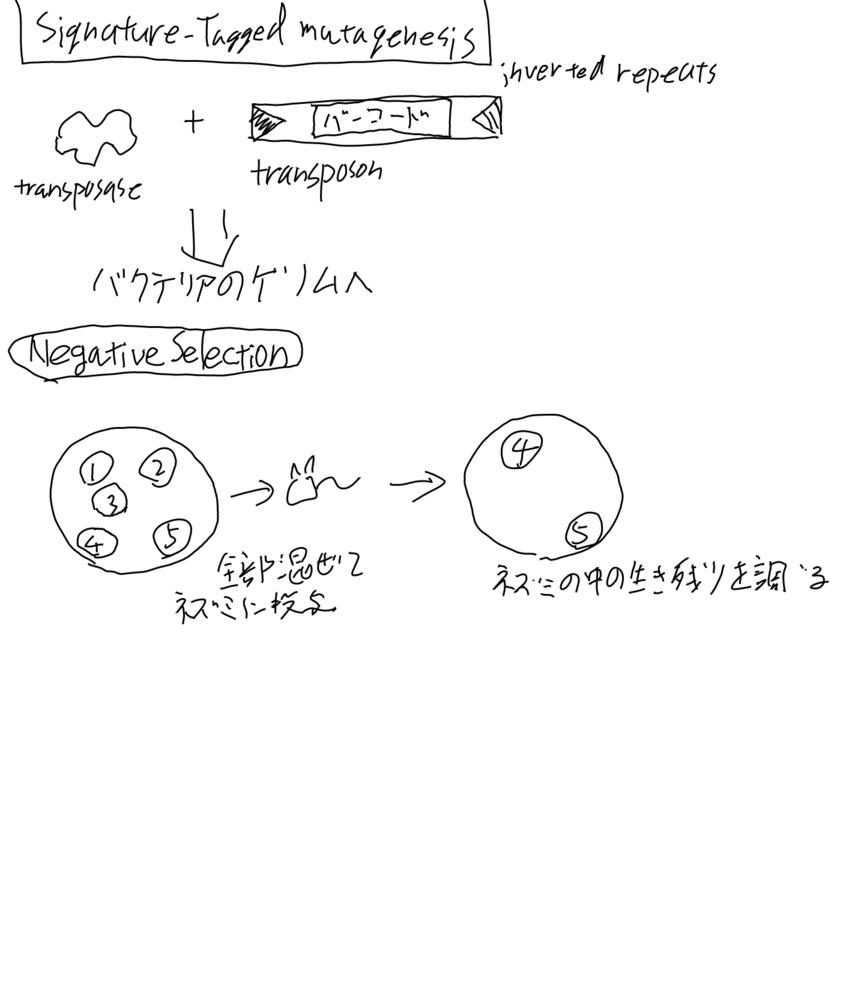 Signature-Tagged mutagenesis
inverted repeats
+
バーコード
transposase
transposon
バクテリアのゲノムへ
Negative Selection
① ② ③ ④ ⑤
全部混ぜて
ネズミに投与
④ ⑤
ネズミの中の生き残りを調べる